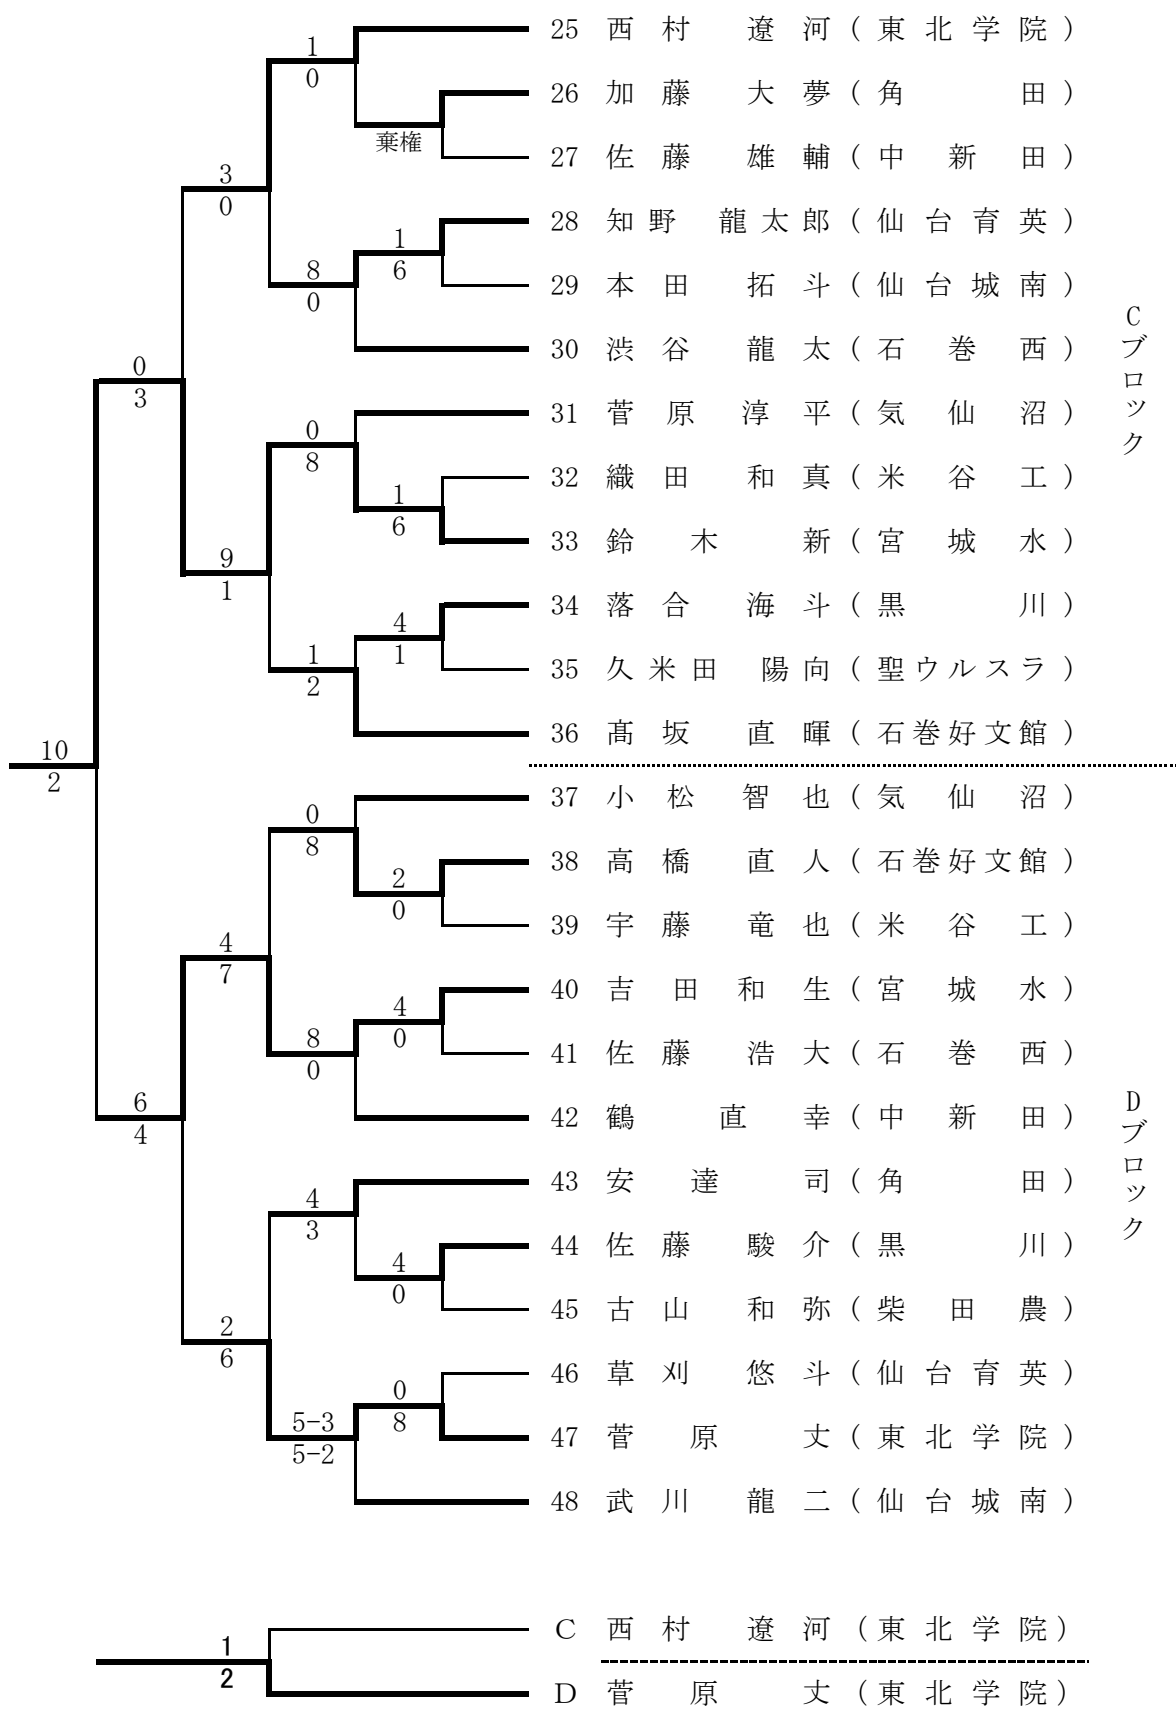 25 西村 遼河 (東北学院)
1
0
26 加藤 大夢 (角田)
棄権
27 佐藤 雄輔 (中新田)
3
0
28 知野 龍太郎 (仙台育英)
1
6
29 本田 拓斗 (仙台城南)
8
0
30 渋谷 龍太 (石巻西)
Cブロック
0
3
31 菅原 淳平 (気仙沼)
0
8
32 織田 和真 (米谷工)
1
6
33 鈴木 新 (宮城水)
9
1
34 落合 海斗 (黒川)
4
1
35 久米田 陽向 (聖ウルスラ)
1
2
36 髙坂 直暉 (石巻好文館)
10
2
37 小松 智也 (気仙沼)
0
8
38 高橋 直人 (石巻好文館)
2
0
39 宇藤 竜也 (米谷工)
4
7
40 吉田 和生 (宮城水)
4
0
41 佐藤 浩大 (石巻西)
8
0
42 鶴 直幸 (中新田)
6
4
Dブロック
43 安達 司 (角田)
4
3
44 佐藤 駿介 (黒川)
4
0
45 古山 和弥 (柴田農)
2
6
46 草刈 悠斗 (仙台育英)
0
8
47 菅原 丈 (東北学院)
5-3
5-2
48 武川 龍二 (仙台城南)
C 西村 遼河 (東北学院)
1
2
D 菅原 丈 (東北学院)